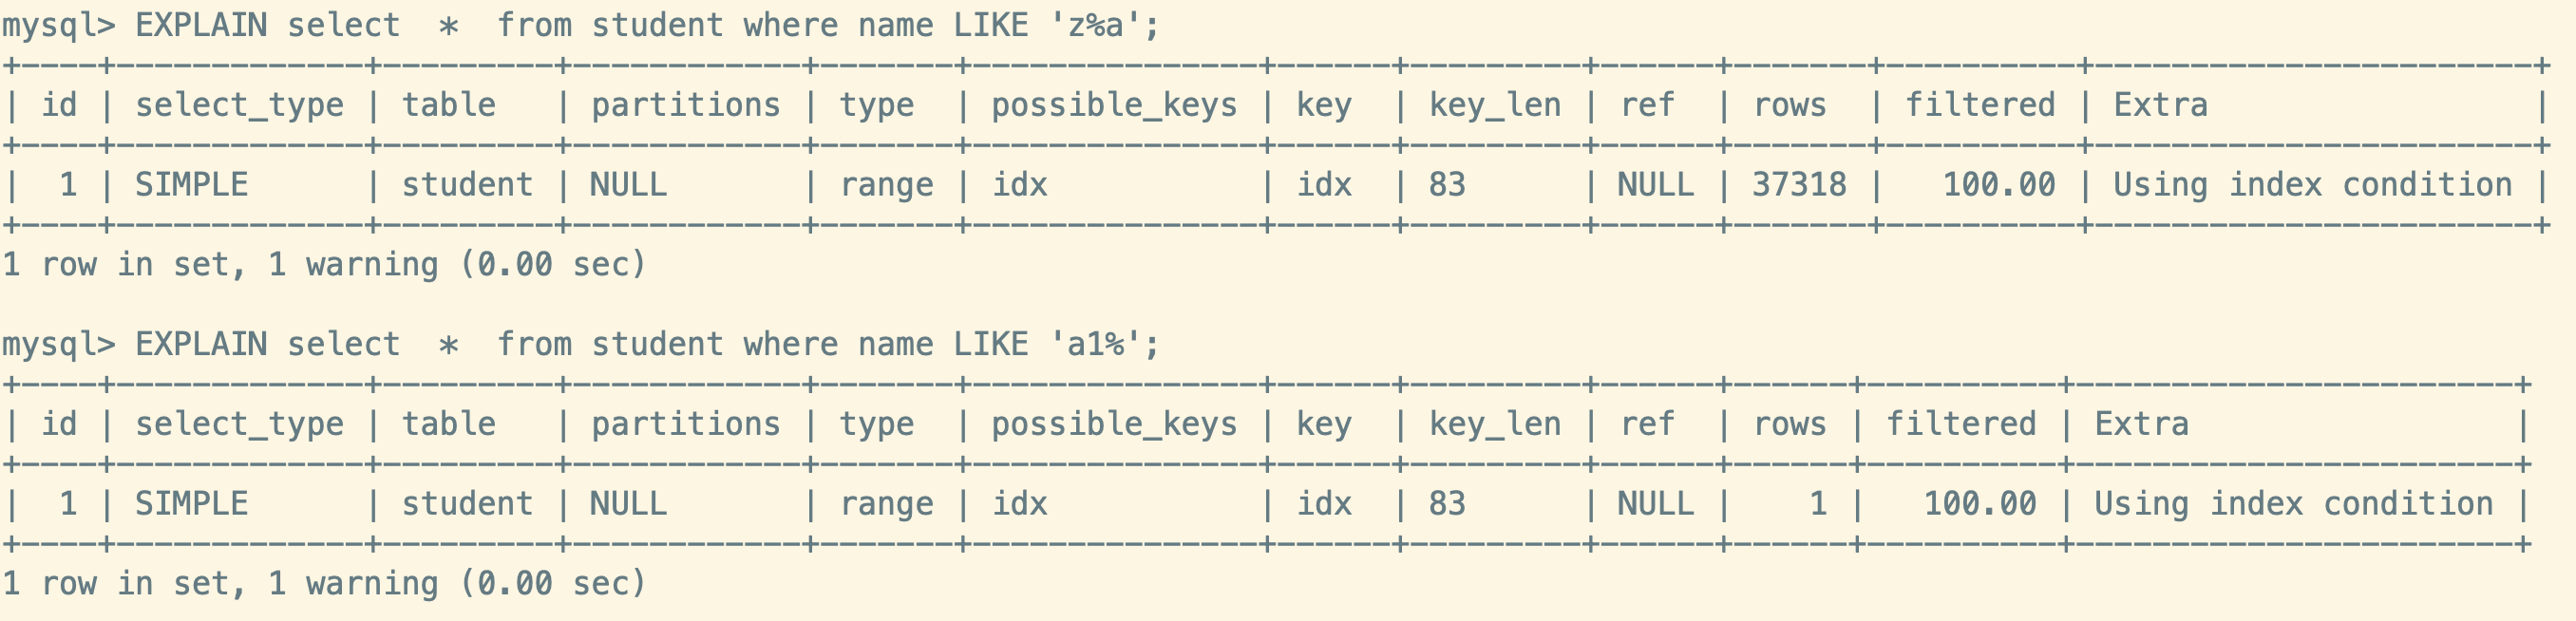 mysql> EXPLAIN select  *  from student where name LIKE 'z%a';
+----+-------------+---------+------------+-------+---------------+------+---------+------+-------+----------+-----------------------+
| id | select_type | table   | partitions | type  | possible_keys | key  | key_len | ref  | rows  | filtered | Extra                 |
+----+-------------+---------+------------+-------+---------------+------+---------+------+-------+----------+-----------------------+
|  1 | SIMPLE      | student | NULL       | range | idx           | idx  | 83      | NULL | 37318 |   100.00 | Using index condition |
+----+-------------+---------+------------+-------+---------------+------+---------+------+-------+----------+-----------------------+
1 row in set, 1 warning (0.00 sec)

mysql> EXPLAIN select  *  from student where name LIKE 'a1%';
+----+-------------+---------+------------+-------+---------------+------+---------+------+------+----------+-----------------------+
| id | select_type | table   | partitions | type  | possible_keys | key  | key_len | ref  | rows | filtered | Extra                 |
+----+-------------+---------+------------+-------+---------------+------+---------+------+------+----------+-----------------------+
|  1 | SIMPLE      | student | NULL       | range | idx           | idx  | 83      | NULL |    1 |   100.00 | Using index condition |
+----+-------------+---------+------------+-------+---------------+------+---------+------+------+----------+-----------------------+
1 row in set, 1 warning (0.00 sec)